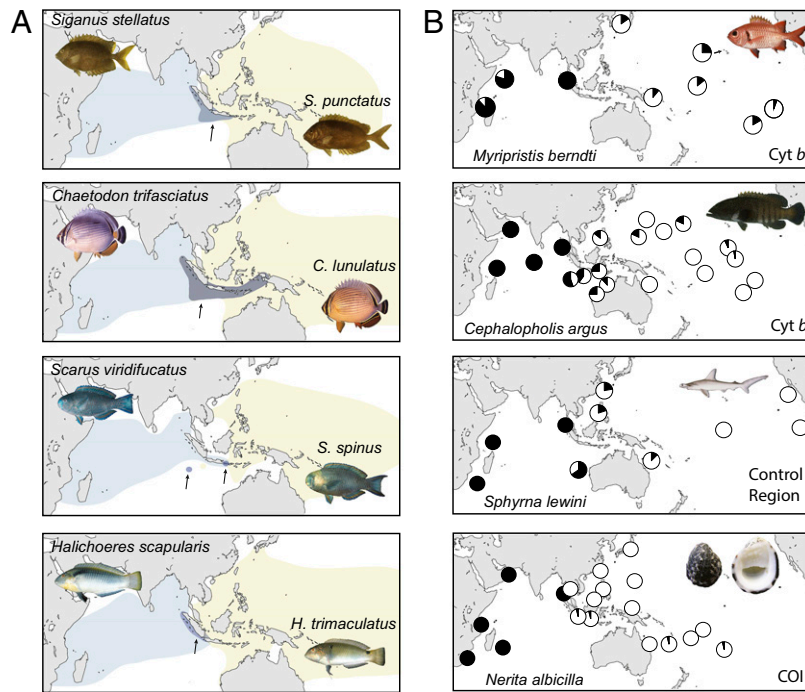 A
Siganus stellatus
S. punctatus
Chaetodon trifasciatus
C. lunulatus
Scarus viridifucatus
S. spinus
Halichoeres scapularis
H. trimaculatus
B
Myripristis berndti
Cyt b
Cephalopholis argus
Cyt b
Sphyrna lewini
Control
Region
Nerita albicilla
COI